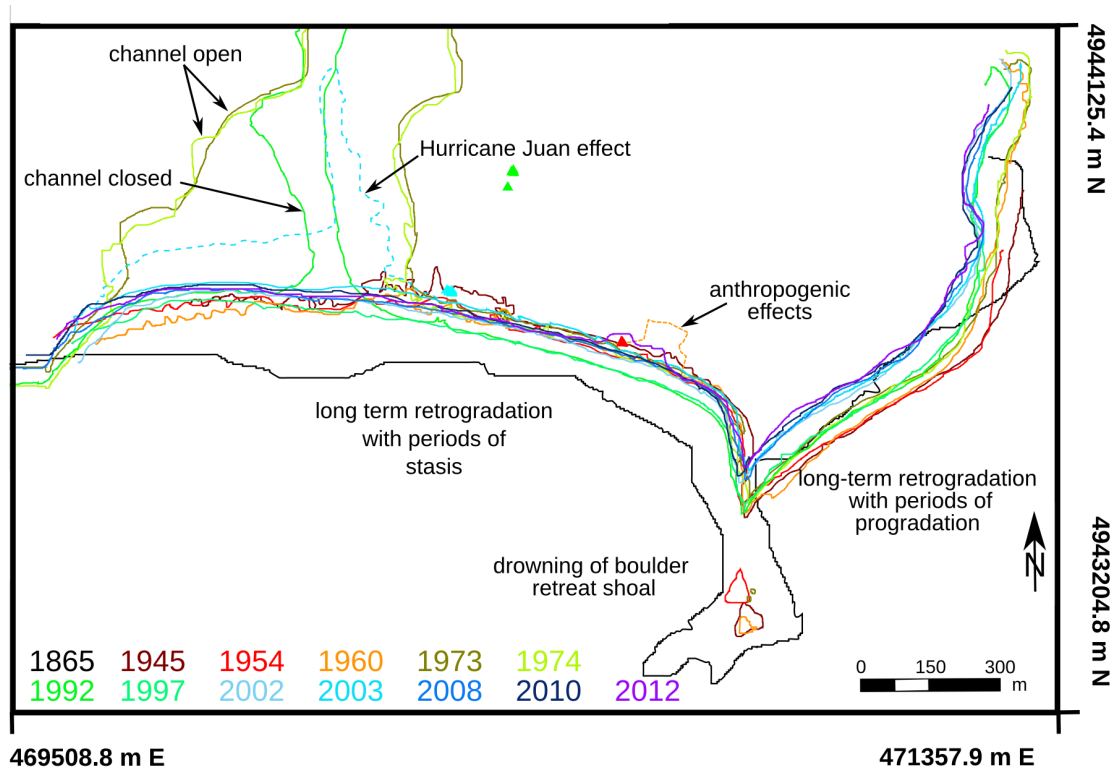 channel open
4944125.4 m N
Hurricane Juan effect
channel closed
anthropogenic
effects
long term retrogradation
with periods of
stasis
long-term retrogradation
with periods of
progradation
N
drowning of boulder
retreat shoal
4943204.8 m N
1865 1945 1954 1960 1973 1974
1992 1997 2002 2003 2008 2010 2012
0 150 300
m
469508.8 m E
471357.9 m E